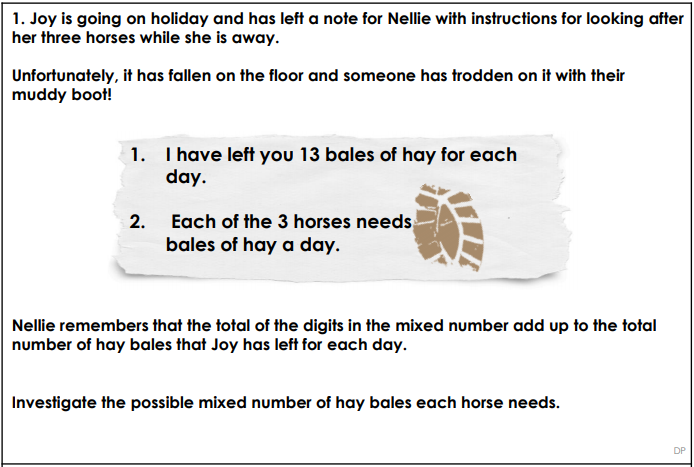 1. Joy is going on holiday and has left a note for Nellie with instructions for looking after
her three horses while she is away.
Unfortunately, it has fallen on the floor and someone has trodden on it with their
muddy boot!
1. I have left you 13 bales of hay for each
day.
2. Each of the 3 horses needs
bales of hay a day.
Nellie remembers that the total of the digits in the mixed number add up to the total
number of hay bales that Joy has left for each day.
Investigate the possible mixed number of hay bales each horse needs.
DP